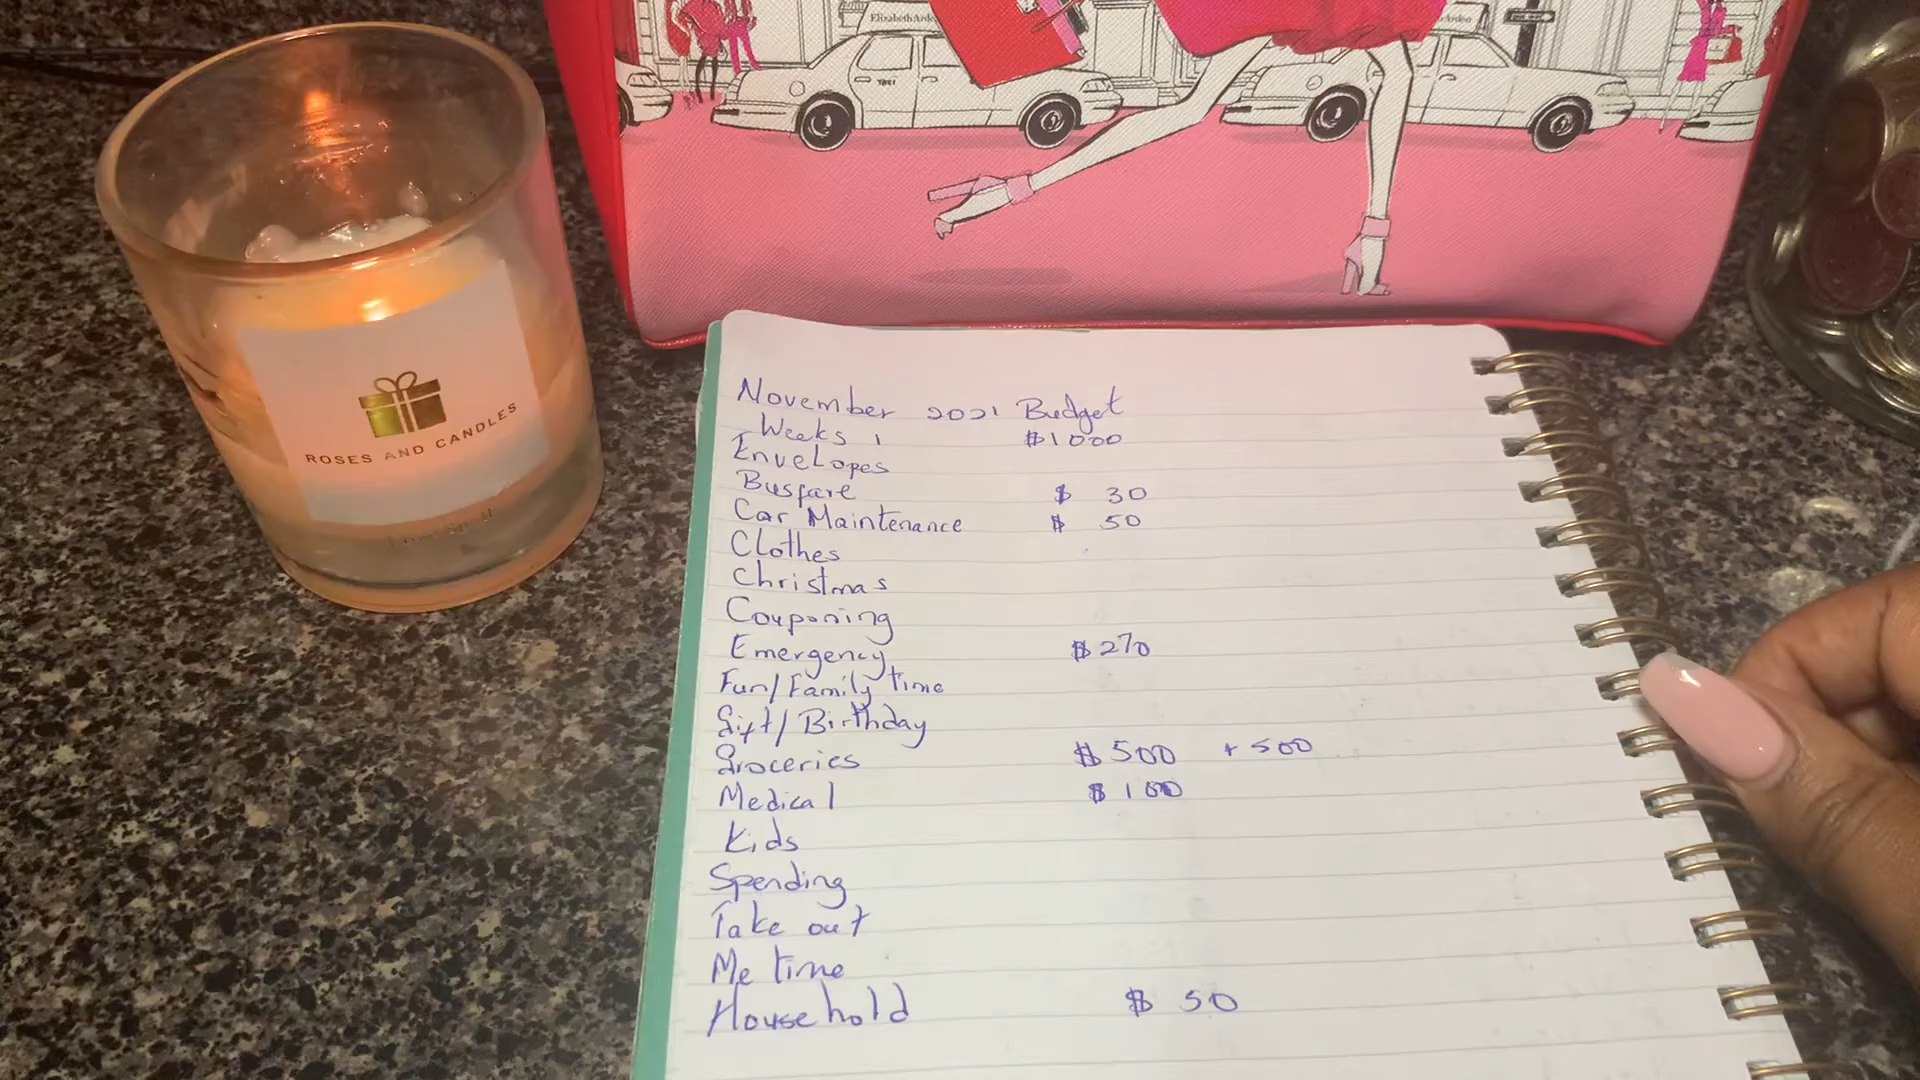 ElizabethArden
TAXI
ROSES AND CANDLES
November 2021 Budget
Weeks 1 $1000
Envelopes
Busfare $ 30
Car Maintenance $ 50
Clothes
Christmas
Couponing
Emergency $270
Fun/Family time
Gift/Birthday
Groceries $500 + 500
Medical $100
Kids
Spending
Take out
Me time
Household $ 50